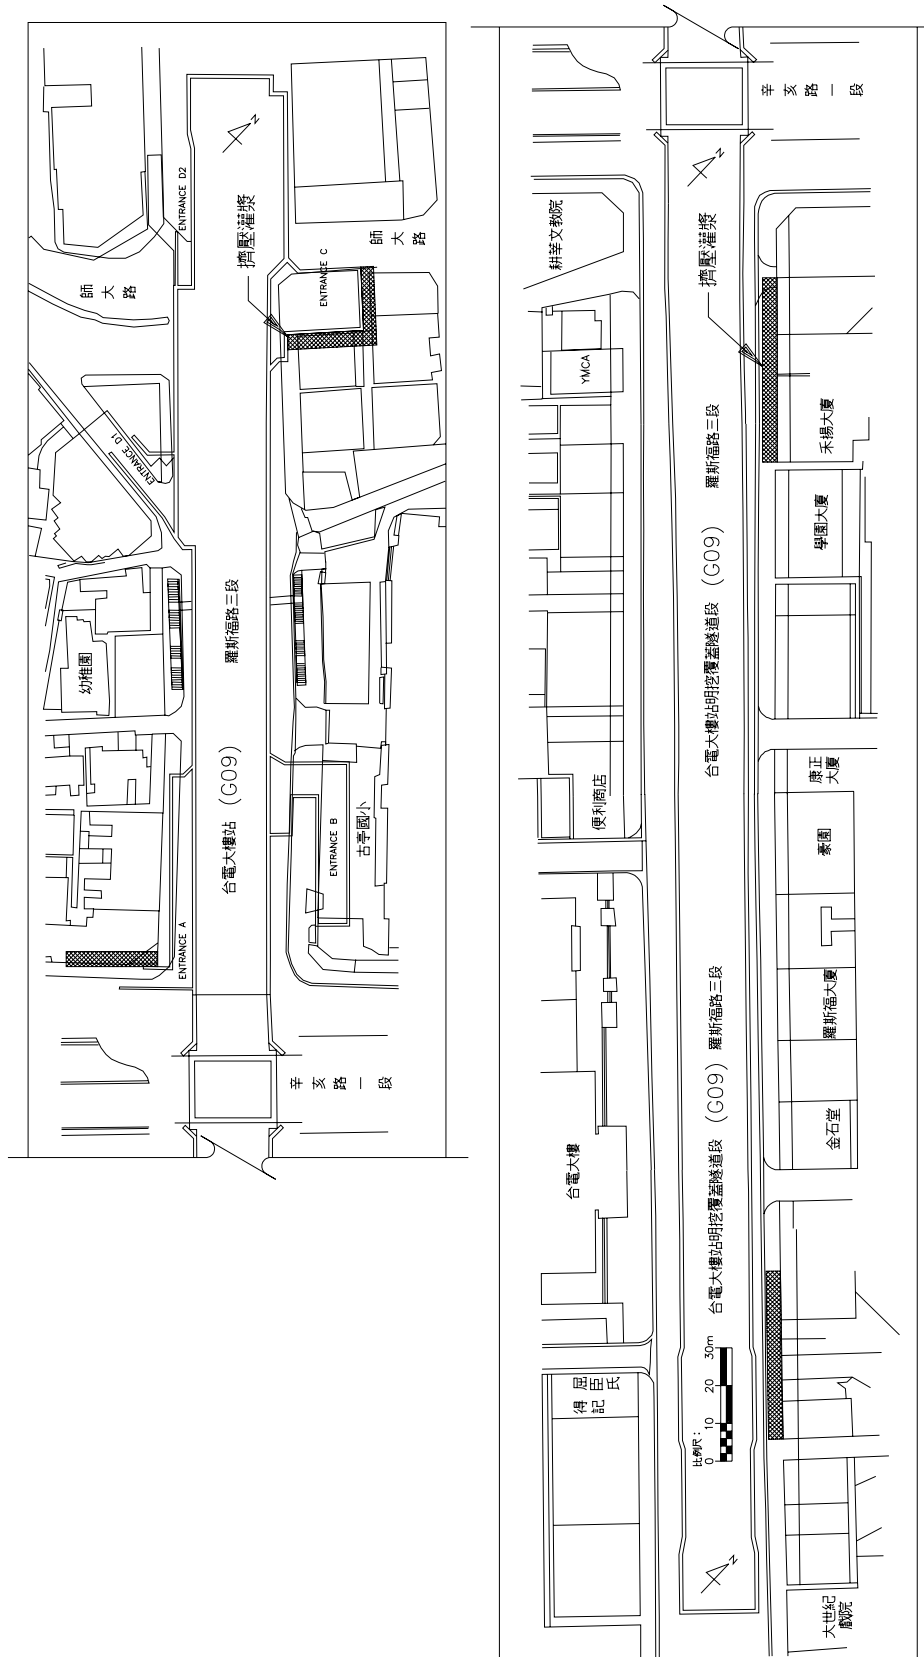 ENTRANCE D2
N
擠壓灌漿
ENTRANCE C
師大路
師大路
ENTRANCE D1
幼稚園
羅斯福路三段
台電大樓站 (G09)
ENTRANCE B
古亭國小
ENTRANCE A
辛亥路一段
辛亥路一段
N
耕莘文教院
擠壓灌漿
YMCA
羅斯福路三段
禾揚大廈
學園大廈
台電大樓站明挖覆蓋隧道段 (G09)
便利商店
康正
大廈
豪園
羅斯福路三段
羅斯福大廈
台電大樓站明挖覆蓋隧道段 (G09)
金石堂
台電大樓
屈臣氏
得記
比例尺：
0 10 20 30m
N
大世紀
戲院